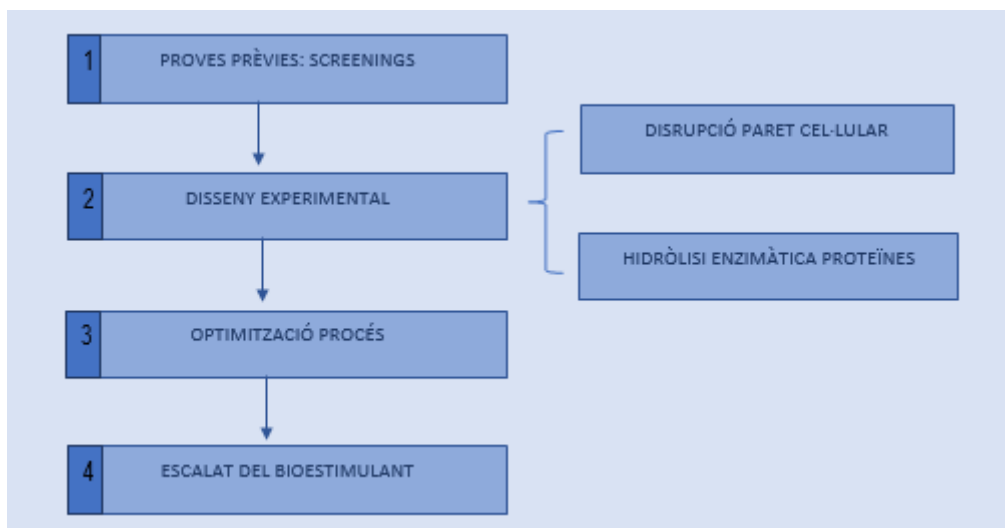 1 PROVES PRÈVIES: SCREENINGS
2 DISSENY EXPERIMENTAL
DISRUPCIÓ PARET CEL·LULAR
HIDRÒLISI ENZIMÀTICA PROTEÏNES
3 OPTIMITZACIÓ PROCÉS
4 ESCALAT DEL BIOESTIMULANT